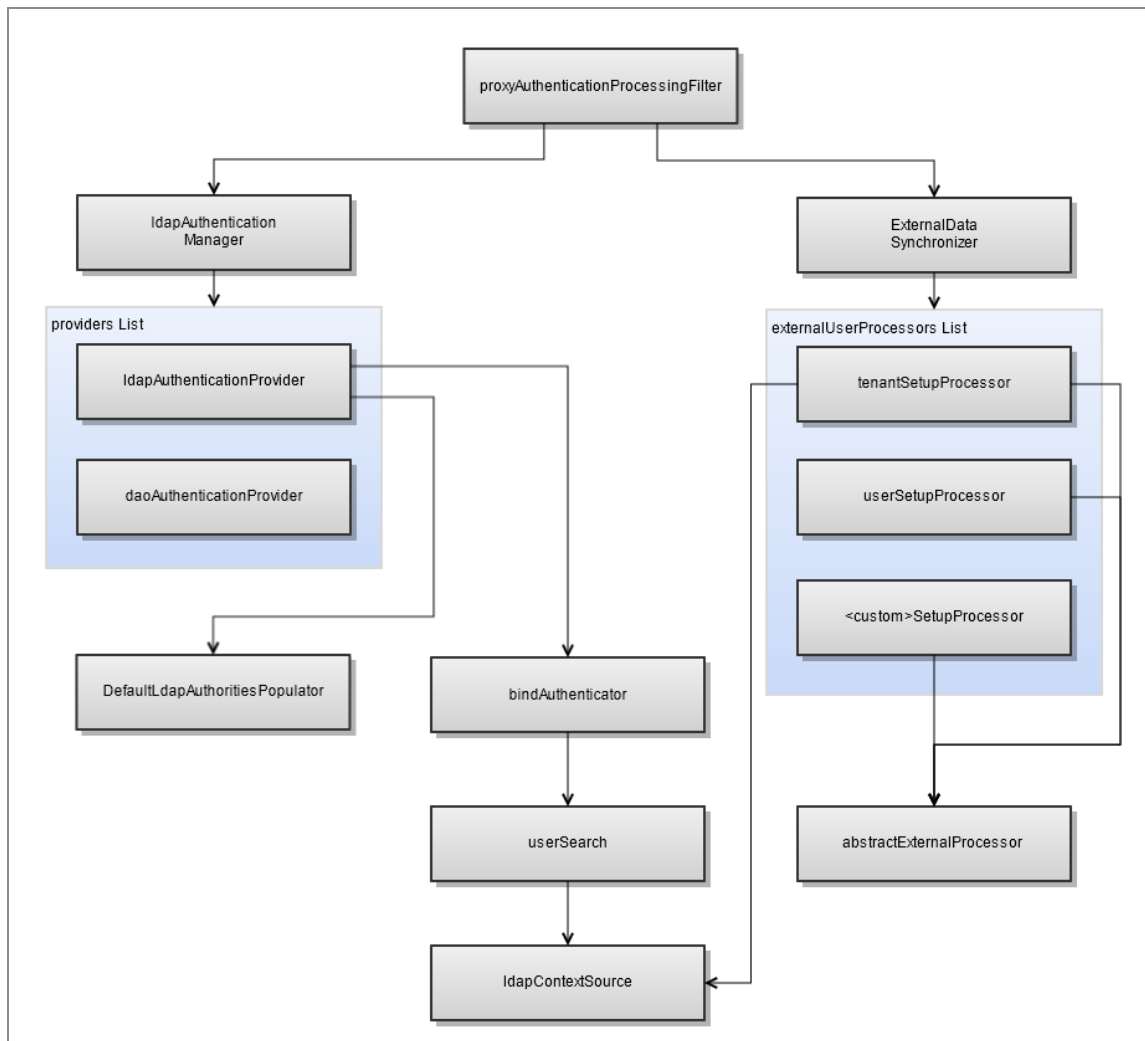 proxyAuthenticationProcessingFilter
ldapAuthentication
Manager
ExternalData
Synchronizer
providers List
externalUserProcessors List
ldapAuthenticationProvider
tenantSetupProcessor
daoAuthenticationProvider
userSetupProcessor
<custom>SetupProcessor
DefaultLdapAuthoritiesPopulator
bindAuthenticator
userSearch
abstractExternalProcessor
ldapContextSource